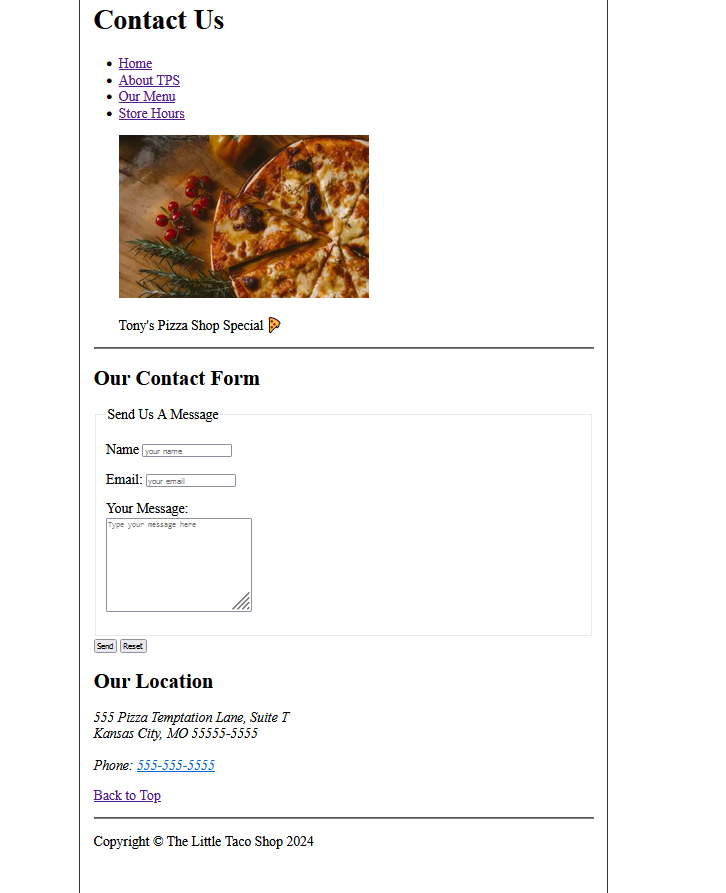 Contact Us
Home
About TPS
Our Menu
Store Hours
Tony's Pizza Shop Special 🍕
Our Contact Form
Send Us A Message
Name your name
Email: your email
Your Message:
Type your message here
Send Reset
Our Location
555 Pizza Temptation Lane, Suite T
Kansas City, MO 55555-5555
Phone: 555-555-5555
Back to Top
Copyright © The Little Taco Shop 2024